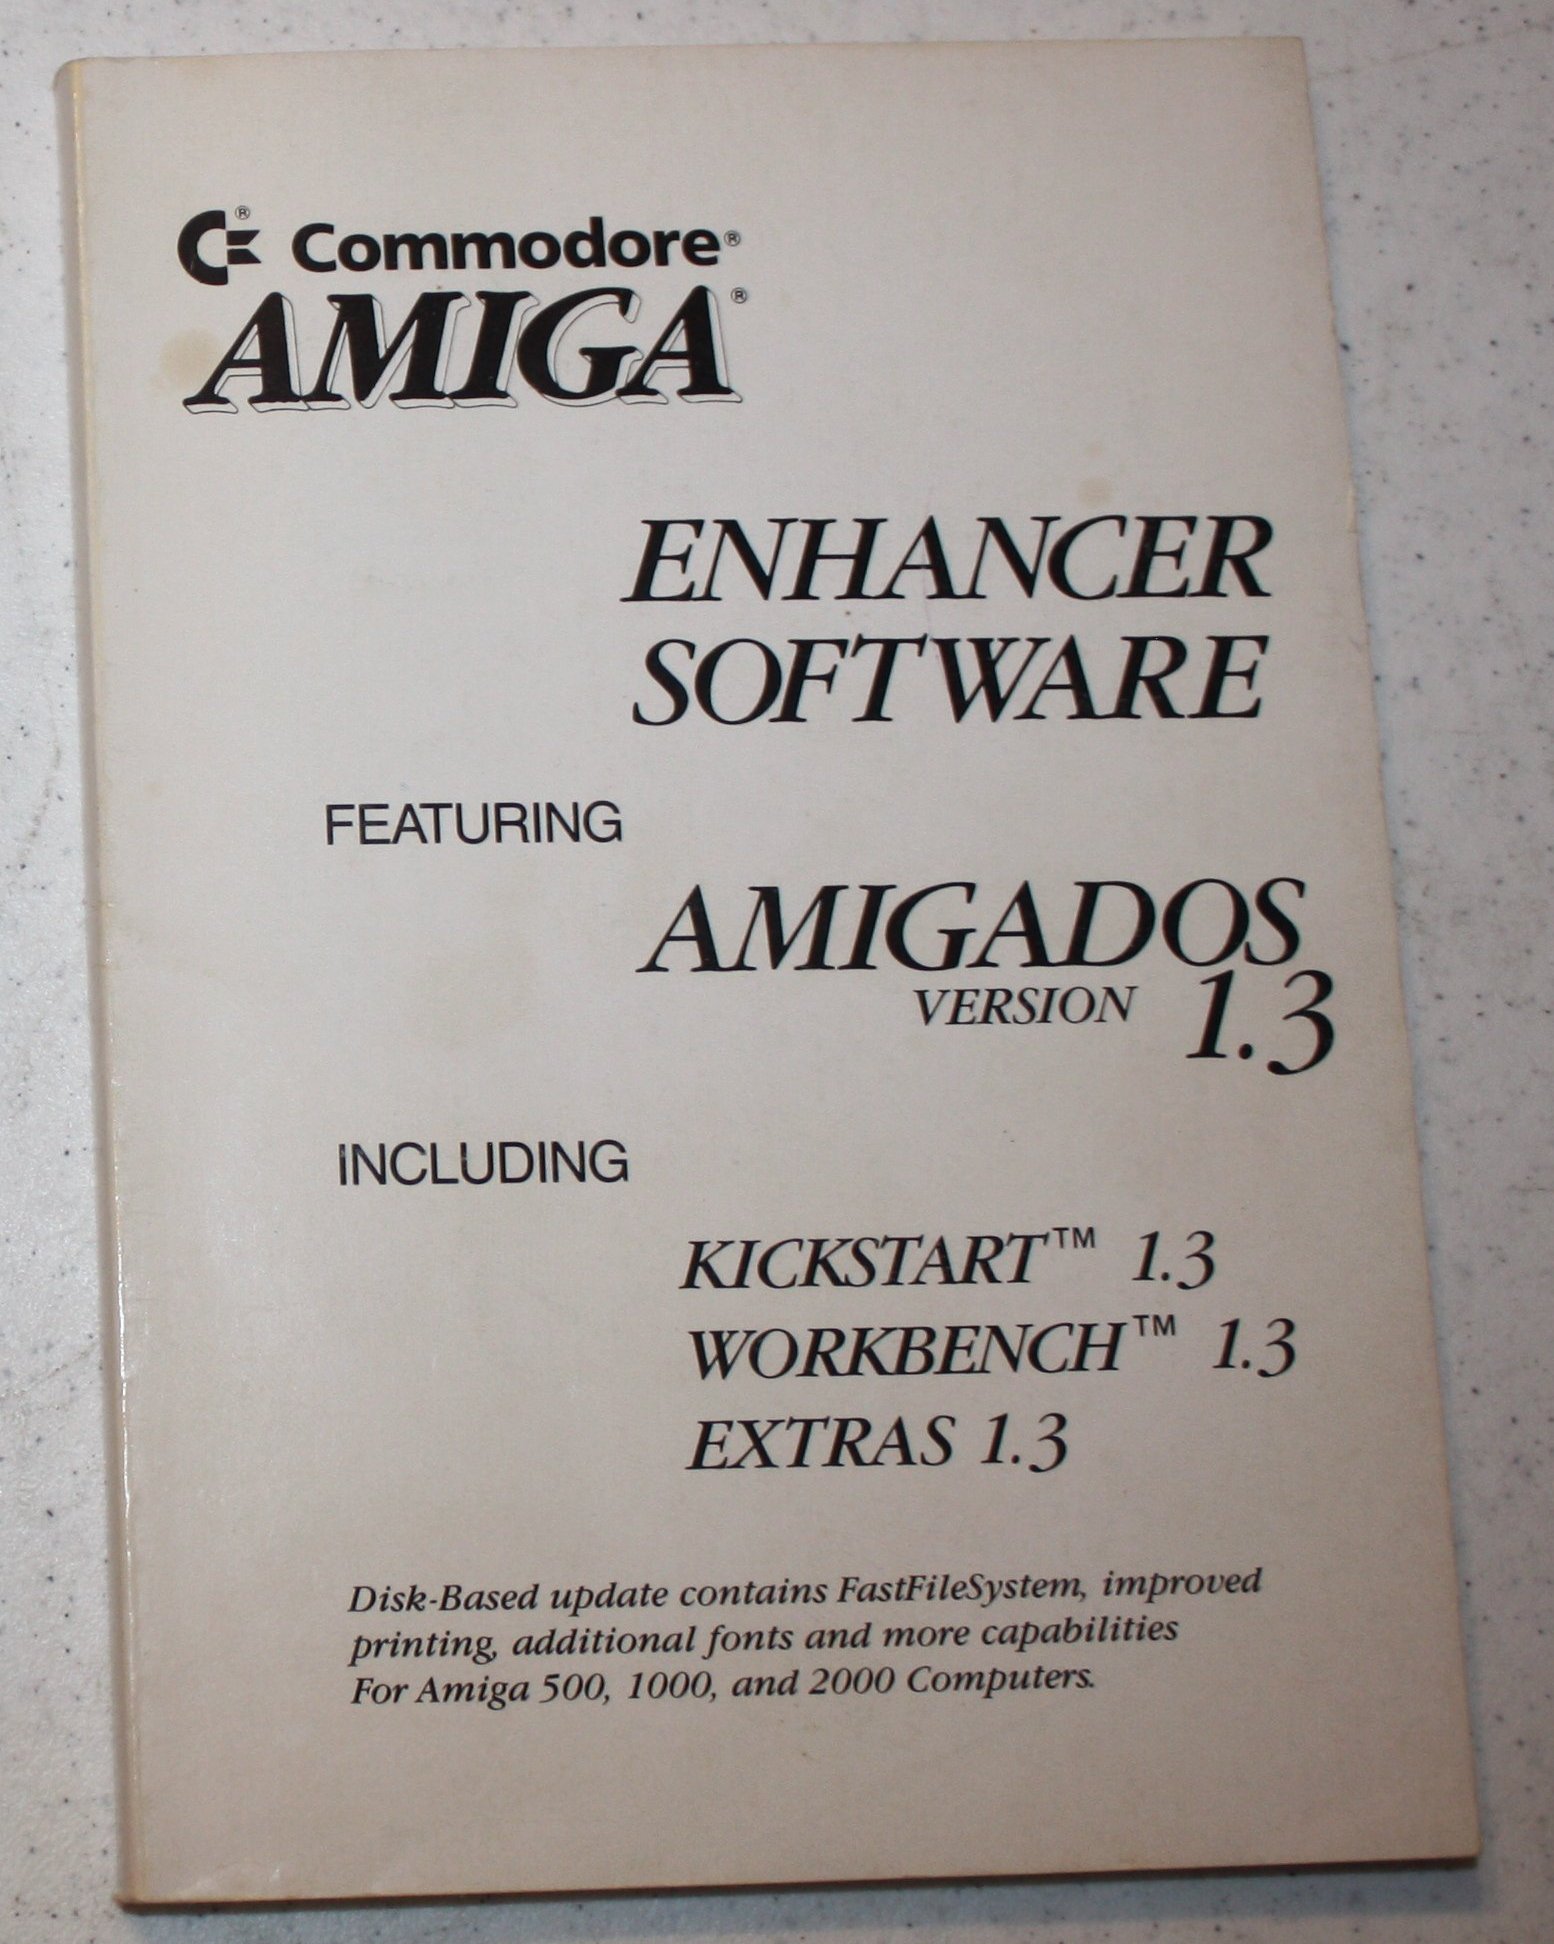 Commodore®
AMIGA®
ENHANCER
SOFTWARE
FEATURING
AMIGADOS
VERSION 1.3
INCLUDING
KICKSTART™ 1.3
WORKBENCH™ 1.3
EXTRAS 1.3
Disk-Based update contains FastFileSystem, improved
printing, additional fonts and more capabilities
For Amiga 500, 1000, and 2000 Computers.